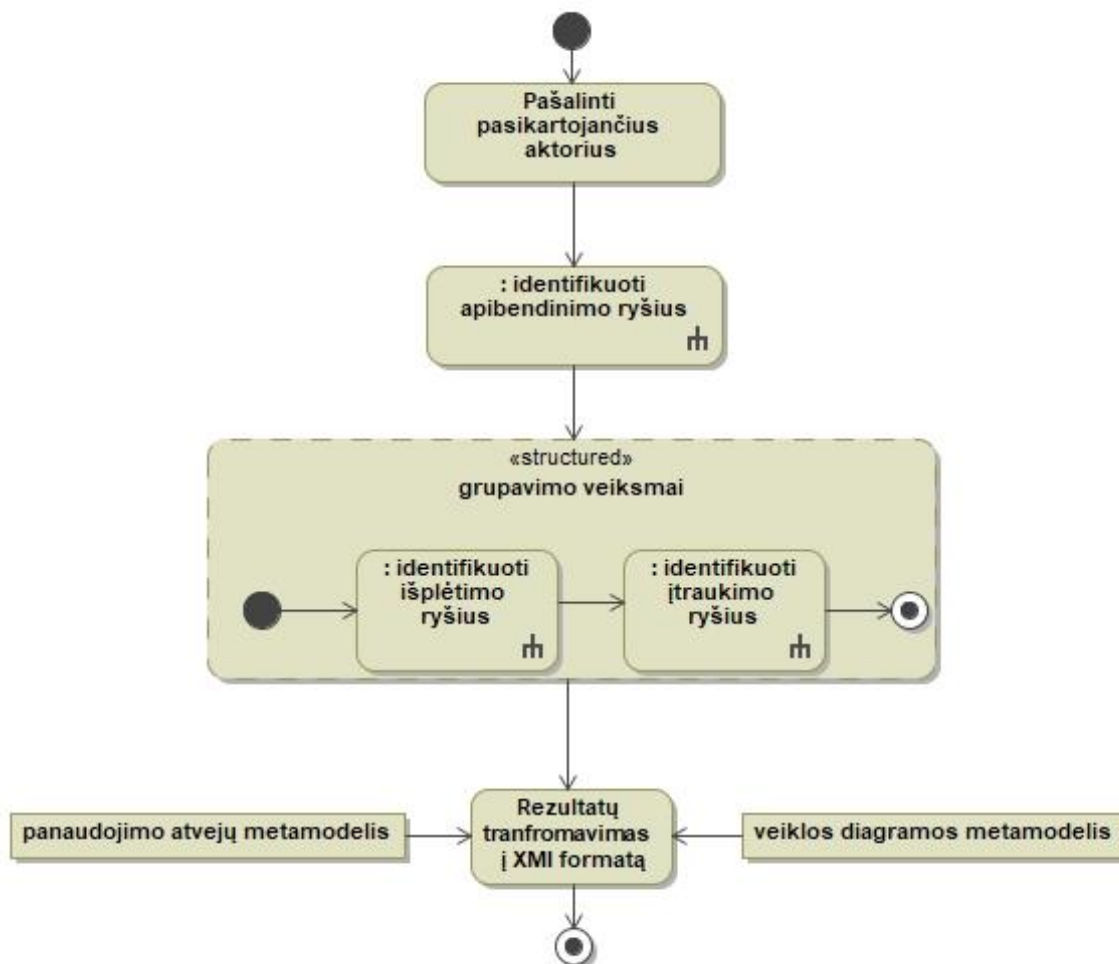 Pašalinti
pasikartojančius
aktorius
: identifikuoti
apibendinimo ryšius
«structured»
grupavimo veiksmai
: identifikuoti
išplėtimo
ryšius
: identifikuoti
įtraukimo
ryšius
Rezultatų
tranfromavimas
į XMI formatą
panaudojimo atvejų metamodelis
veiklos diagramos metamodelis